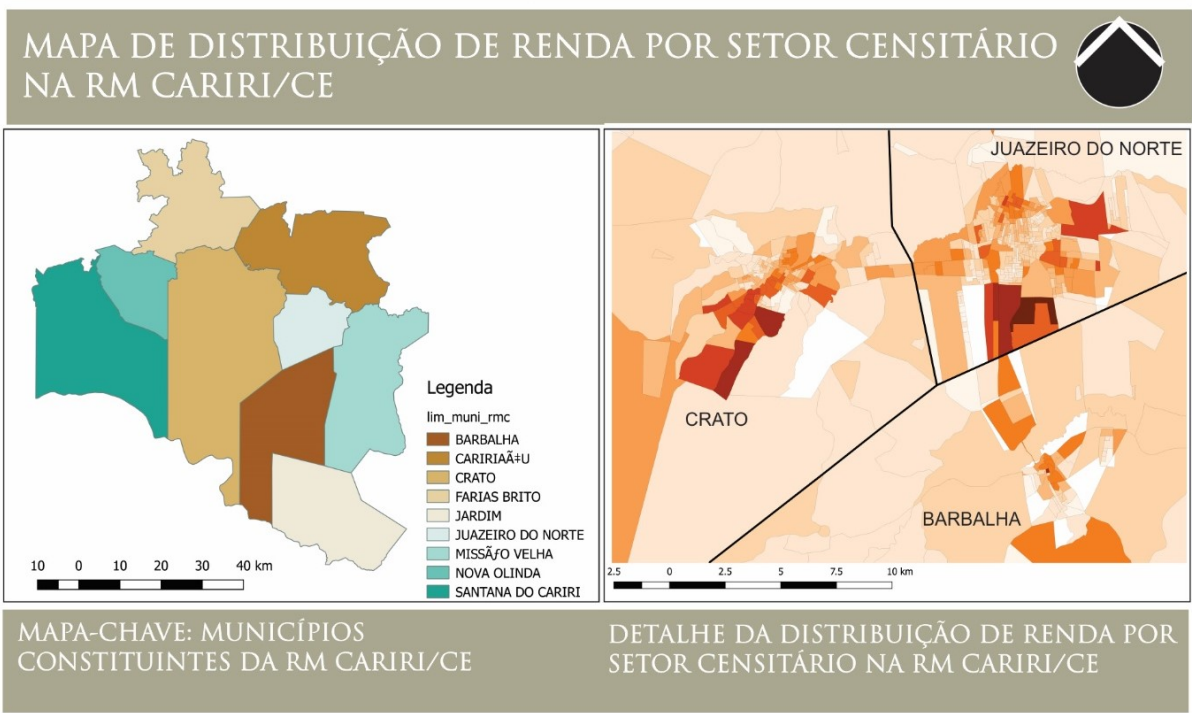 MAPA DE DISTRIBUIÇÃO DE RENDA POR SETOR CENSITÁRIO
NA RM CARIRI/CE
Legenda
lim_muni_rmc
BARBALHA
CARIRIAÃ‡U
CRATO
FARIAS BRITO
JARDIM
JUAZEIRO DO NORTE
MISSÃƒO VELHA
NOVA OLINDA
SANTANA DO CARIRI
10 0 10 20 30 40 km
JUAZEIRO DO NORTE
CRATO
BARBALHA
2.5 0 2.5 5 7.5 10 km
MAPA-CHAVE: MUNICÍPIOS
CONSTITUINTES DA RM CARIRI/CE
DETALHE DA DISTRIBUIÇÃO DE RENDA POR
SETOR CENSITÁRIO NA RM CARIRI/CE